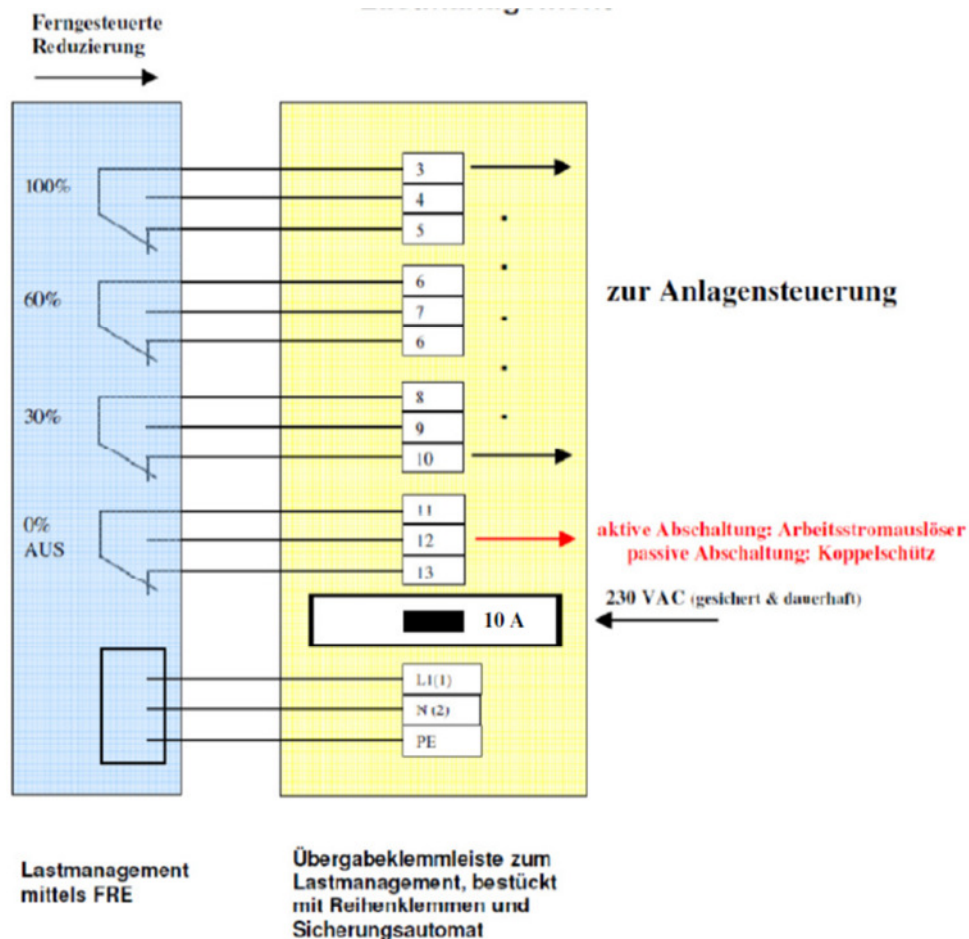 Ferngesteuerte
Reduzierung
100%
3
4
5
60%
6
7
6
zur Anlagensteuerung
30%
8
9
10
0%
AUS
11
12
13
aktive Abschaltung: Arbeitsstromauslöser
passive Abschaltung: Koppelschütz
230 VAC (gesichert & dauerhaft)
10 A
L1(1)
N (2)
PE
Lastmanagement
mittels FRE
Übergabeklemmleiste zum
Lastmanagement, bestückt
mit Reihenklemmen und
Sicherungsautomat